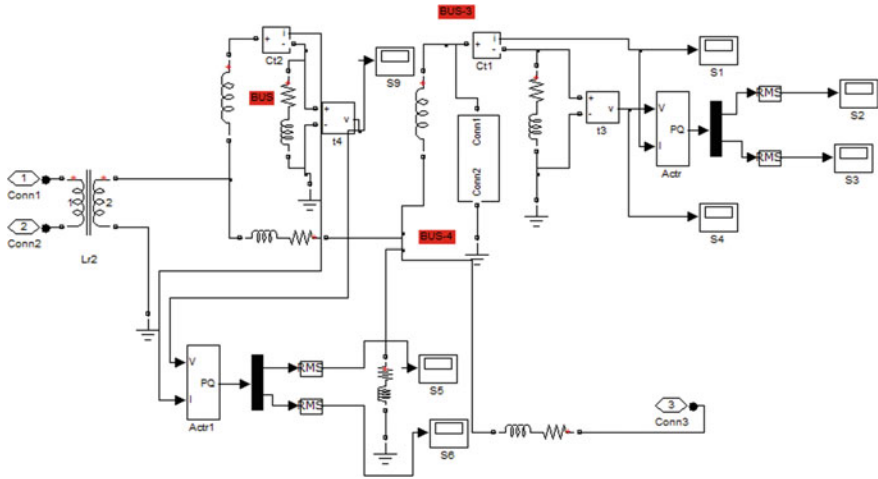 BUS-3
i
+
-
Ct2
i
+
-
Ct1
S9
S1
BUS
+
-
v
t4
Conn1
Conn2
+
-
v
t3
V
I
PQ
Actr
RMS
S2
RMS
S3
1
Conn1
2
Conn2
1
2
Lr2
BUS-4
S4
V
I
PQ
Actr1
RMS
RMS
S5
S6
3
Conn3